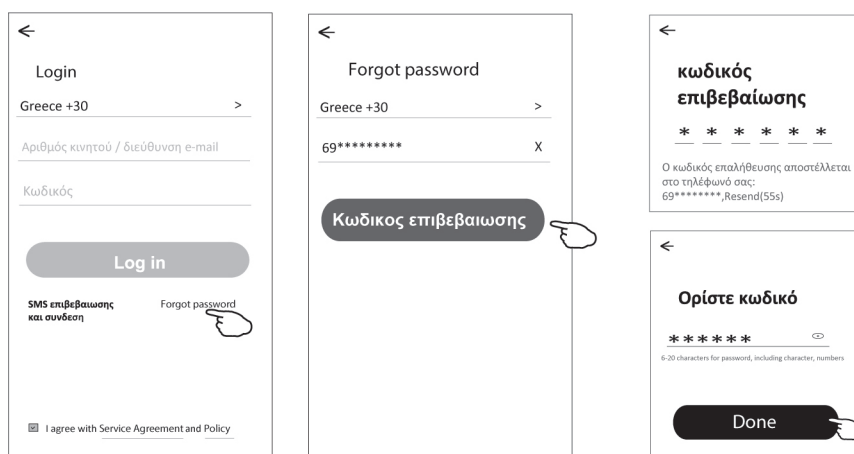 Login
Greece +30 >
Αριθμός κινητού / διεύθυνση e-mail
Κωδικός
Log in
SMS επιβεβαιωσης
και συνδεση
Forgot password
I agree with Service Agreement and Policy
Forgot password
Greece +30 >
69********* X
Κωδικος επιβεβαιωσης
κωδικός
επιβεβαίωσης
* * * * * *
Ο κωδικός επαλήθευσης αποστέλλεται
στο τηλέφωνό σας:
69********,Resend(55s)
Ορίστε κωδικό
******
6-20 characters for password, including character, numbers
Done